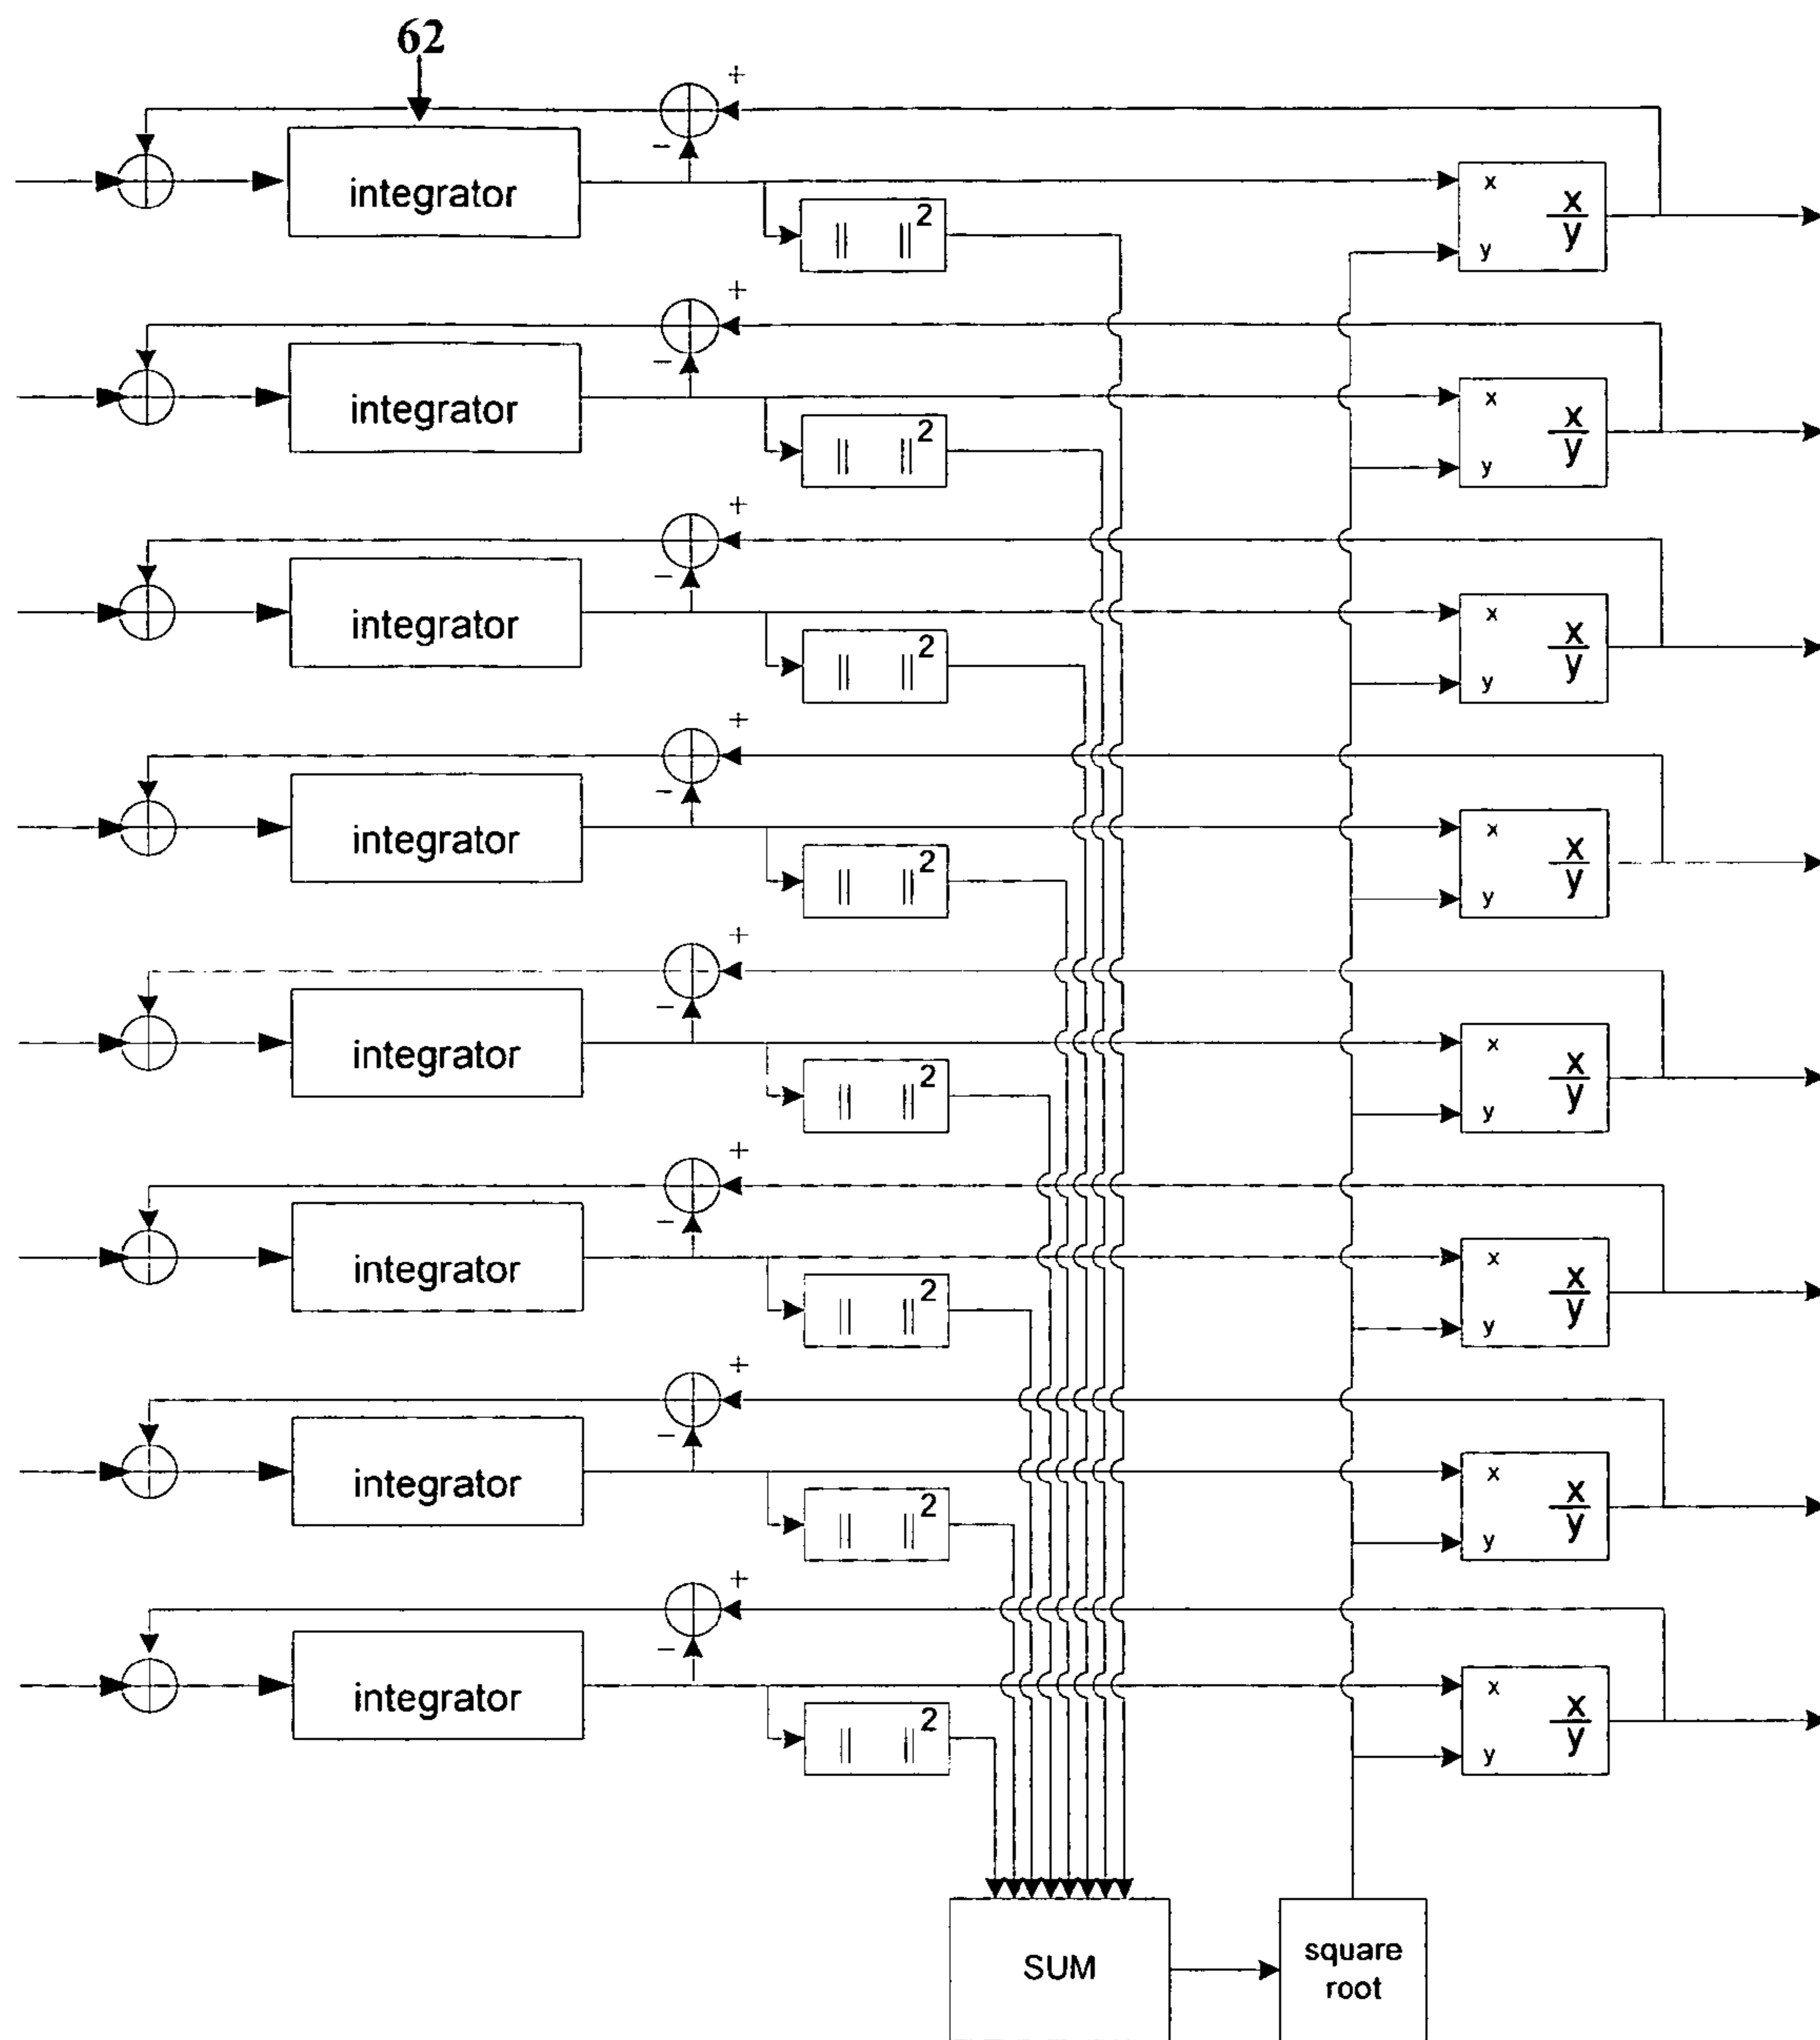 62
+
−
integrator
x
x
y
y
‖ ‖²
+
−
integrator
x
x
y
y
‖ ‖²
+
−
integrator
x
x
y
y
‖ ‖²
+
−
integrator
x
x
y
y
‖ ‖²
+
−
integrator
x
x
y
y
‖ ‖²
+
−
integrator
x
x
y
y
‖ ‖²
+
−
integrator
x
x
y
y
‖ ‖²
+
−
integrator
x
x
y
y
‖ ‖²
SUM
square
root